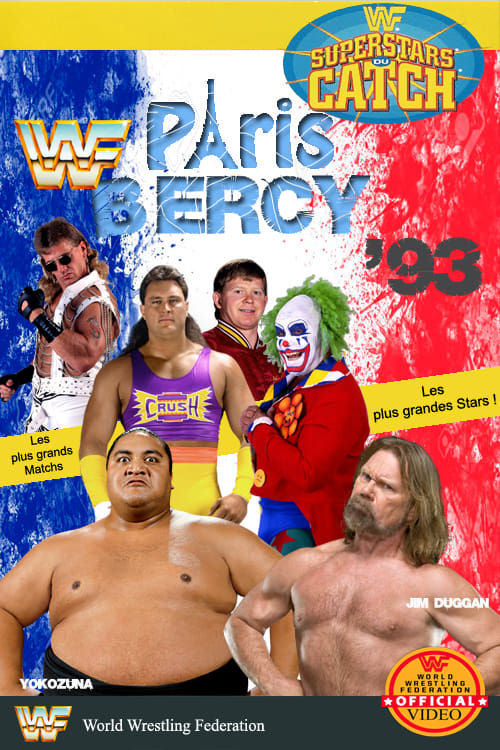 WF
SUPERSTARS
DU
CATCH
WF
PAris
BERCY
'93
CRUSH
Les
plus grandes Stars !
Les
plus grands
Matchs
JIM DUGGAN
YOKOZUNA
WF
WORLD
WRESTLING
FEDERATION
OFFICIAL
VIDEO
WF
World Wrestling Federation